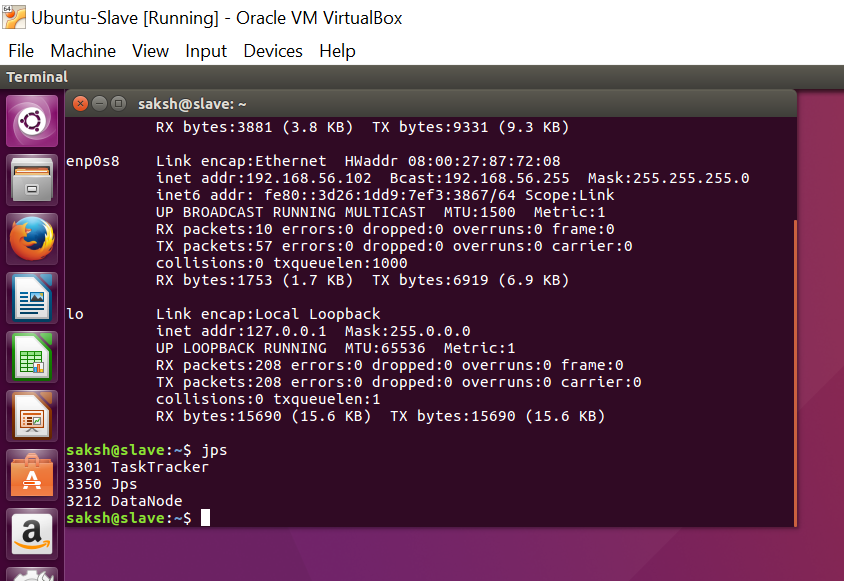 Ubuntu-Slave [Running] - Oracle VM VirtualBox
File Machine View Input Devices Help
Terminal
saksh@slave: ~
RX bytes:3881 (3.8 KB)  TX bytes:9331 (9.3 KB)
enp0s8    Link encap:Ethernet  HWaddr 08:00:27:87:72:08
inet addr:192.168.56.102  Bcast:192.168.56.255  Mask:255.255.255.0
inet6 addr: fe80::3d26:1dd9:7ef3:3867/64 Scope:Link
UP BROADCAST RUNNING MULTICAST  MTU:1500  Metric:1
RX packets:10 errors:0 dropped:0 overruns:0 frame:0
TX packets:57 errors:0 dropped:0 overruns:0 carrier:0
collisions:0 txqueuelen:1000
RX bytes:1753 (1.7 KB)  TX bytes:6919 (6.9 KB)
lo        Link encap:Local Loopback
inet addr:127.0.0.1  Mask:255.0.0.0
UP LOOPBACK RUNNING  MTU:65536  Metric:1
RX packets:208 errors:0 dropped:0 overruns:0 frame:0
TX packets:208 errors:0 dropped:0 overruns:0 carrier:0
collisions:0 txqueuelen:1
RX bytes:15690 (15.6 KB)  TX bytes:15690 (15.6 KB)
saksh@slave:~$ jps
3301 TaskTracker
3350 Jps
3212 DataNode
saksh@slave:~$